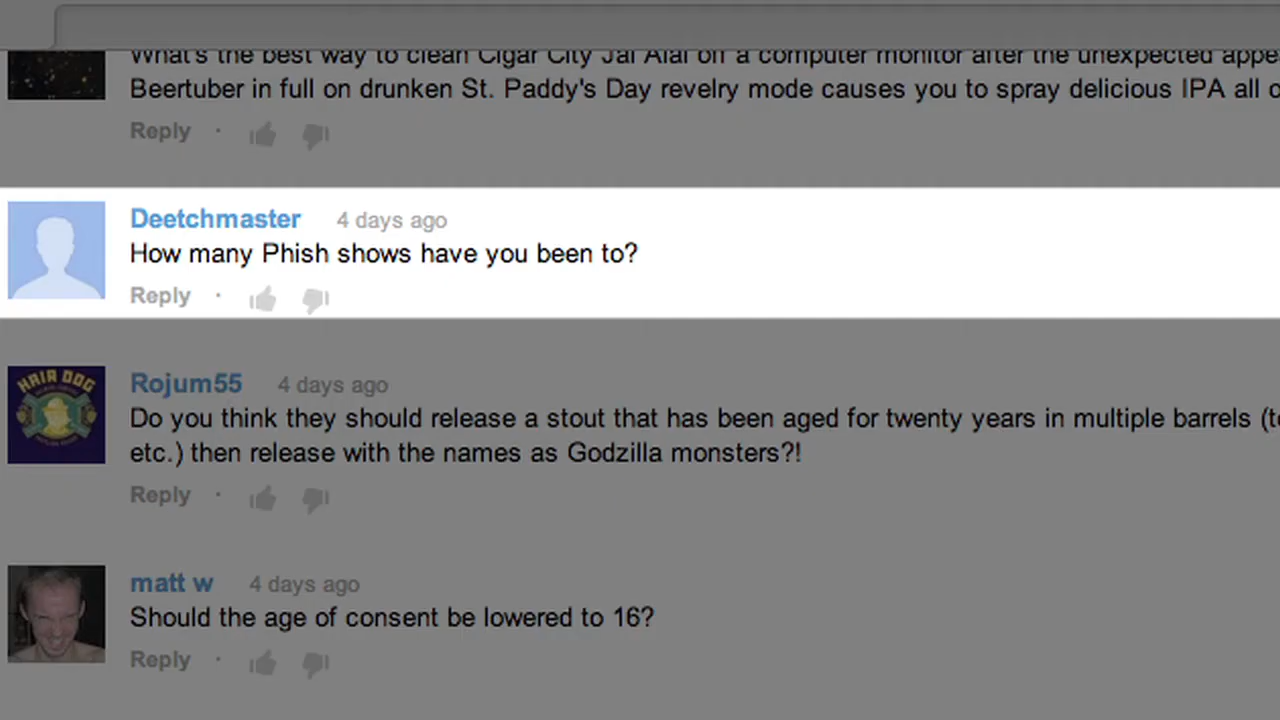 What's the best way to clean Cigar City Jai Alai off a computer monitor after the unexpected appe
Beertuber in full on drunken St. Paddy's Day revelry mode causes you to spray delicious IPA all
Reply ·
Deetchmaster 4 days ago
How many Phish shows have you been to?
Reply ·
HAIR DOG
Rojum55 4 days ago
Do you think they should release a stout that has been aged for twenty years in multiple barrels
etc.) then release with the names as Godzilla monsters?!
Reply ·
matt w 4 days ago
Should the age of consent be lowered to 16?
Reply ·